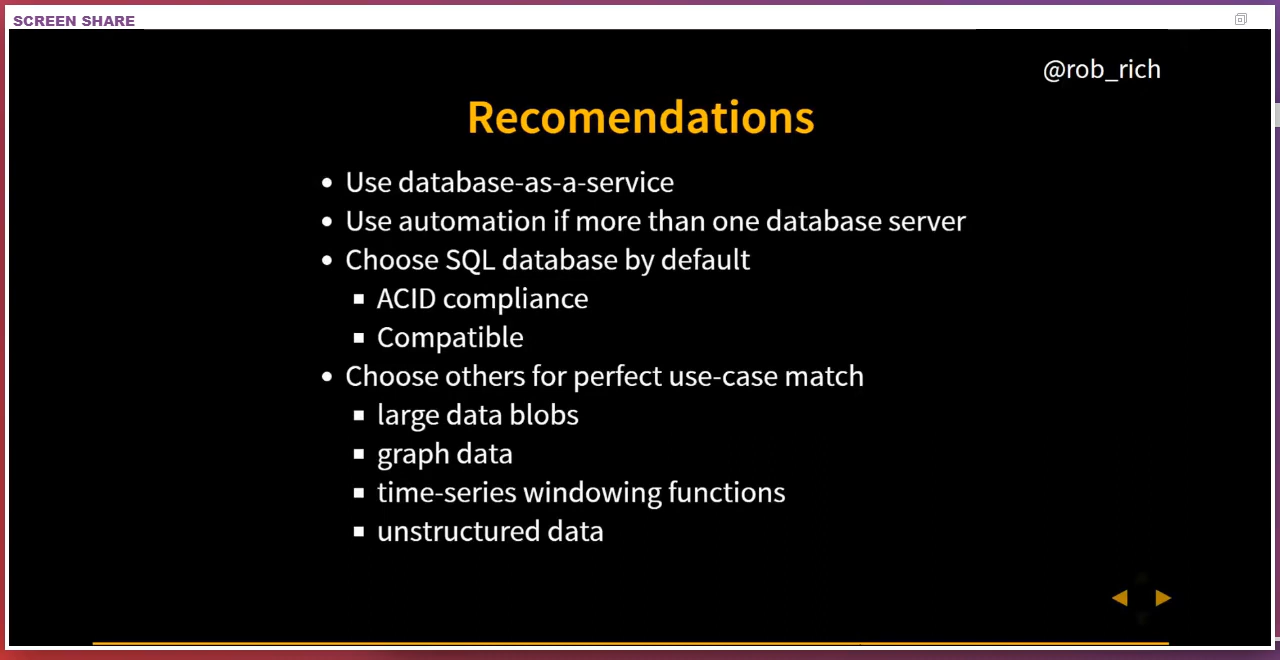 SCREEN SHARE
@rob_rich
Recomendations
• Use database-as-a-service
• Use automation if more than one database server
• Choose SQL database by default
▪ ACID compliance
▪ Compatible
• Choose others for perfect use-case match
▪ large data blobs
▪ graph data
▪ time-series windowing functions
▪ unstructured data